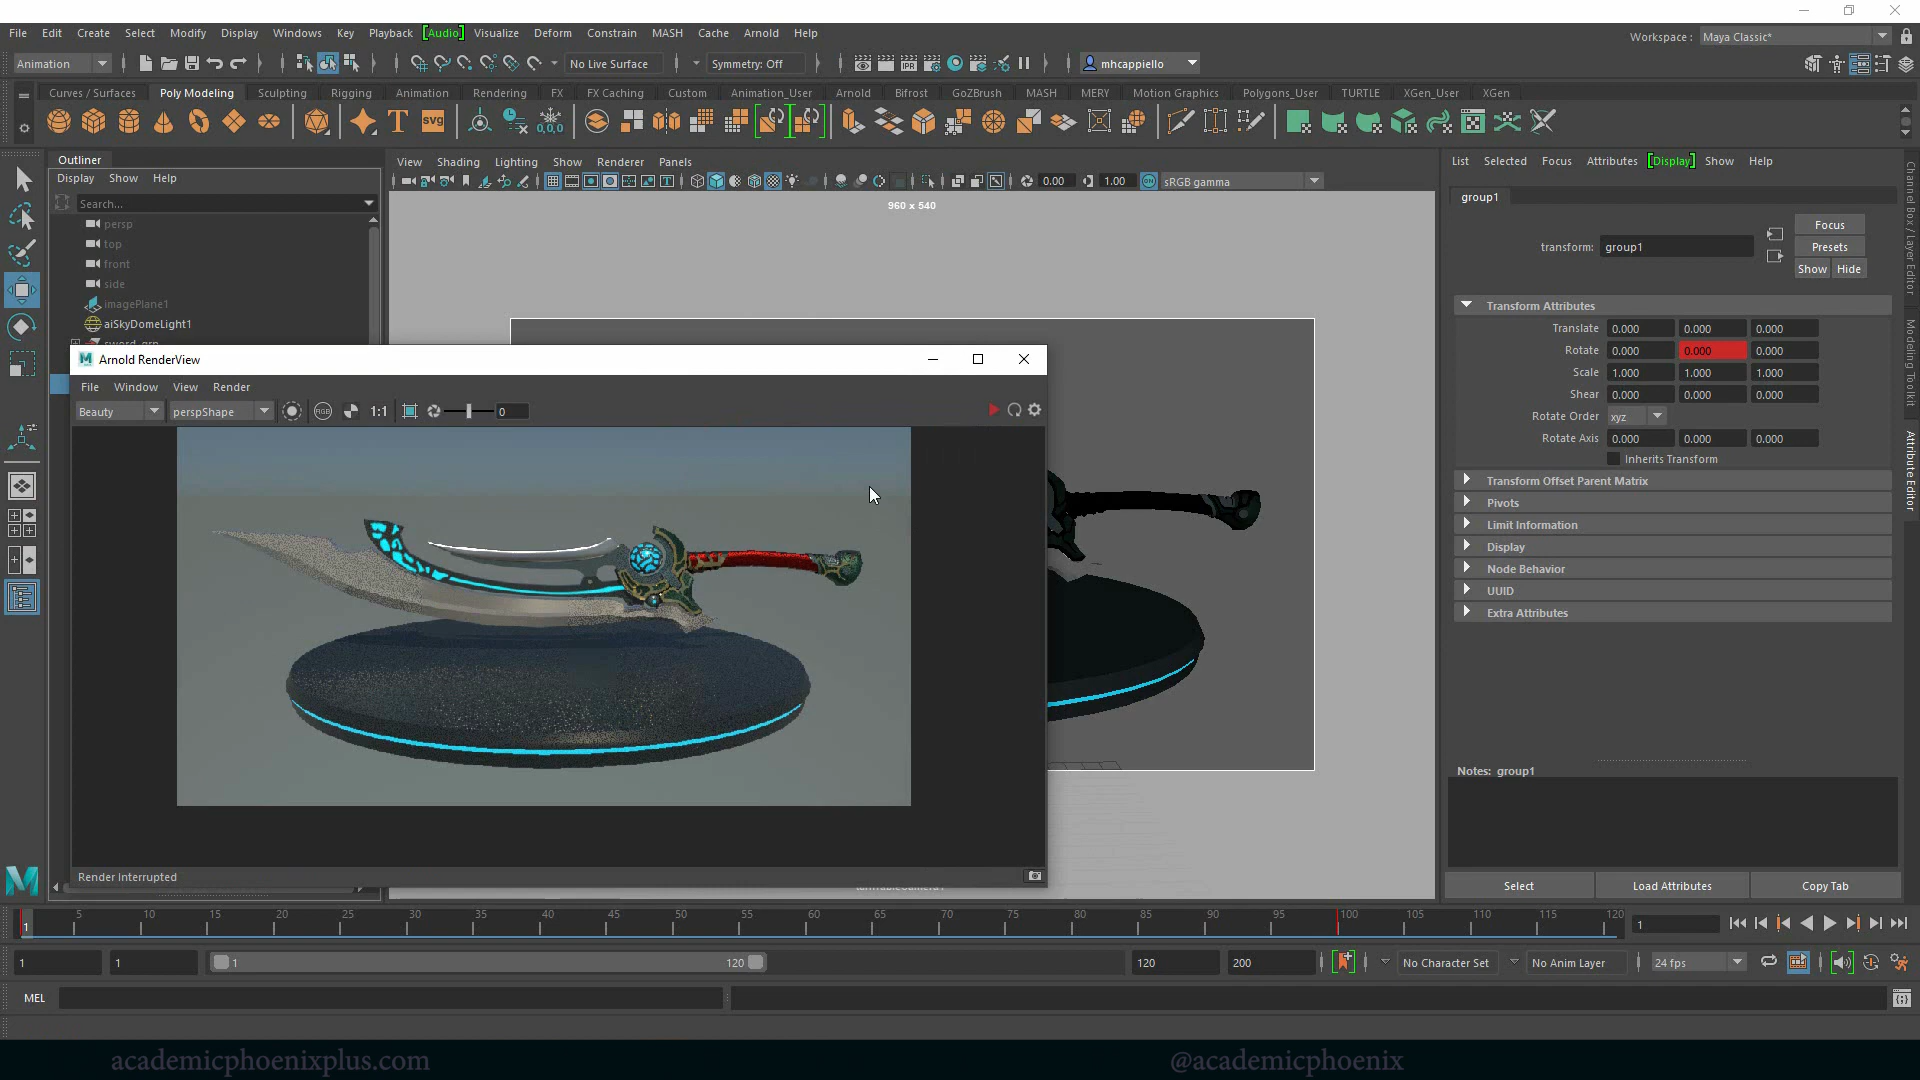 File Edit Create Select Modify Display Windows Key Playback [Audio] Visualize Deform Constrain MASH Cache Arnold Help
Workspace : Maya Classic*
Animation No Live Surface Symmetry: Off mhcappiello
Curves / Surfaces Poly Modeling Sculpting Rigging Animation Rendering FX FX Caching Custom Animation_User Arnold Bifrost GoZBrush MASH MERY Motion Graphics Polygons_User TURTLE XGen_User XGen
Outliner
Display Show Help
Search...
persp
top
front
side
imagePlane1
aiSkyDomeLight1
View Shading Lighting Show Renderer Panels
0.00 1.00 sRGB gamma
960 x 540
Arnold RenderView
File Window View Render
Beauty perspShape 1:1 0
Render Interrupted
List Selected Focus Attributes [Display] Show Help
group1
transform: group1
Focus
Presets
Show Hide
Transform Attributes
Translate 0.000 0.000 0.000
Rotate 0.000 0.000 0.000
Scale 1.000 1.000 1.000
Shear 0.000 0.000 0.000
Rotate Order xyz
Rotate Axis 0.000 0.000 0.000
Inherits Transform
Transform Offset Parent Matrix
Pivots
Limit Information
Display
Node Behavior
UUID
Extra Attributes
Notes: group1
Select Load Attributes Copy Tab
Channel Box / Layer Editor
Modeling Toolkit
Attribute Editor
1 5 10 15 20 25 30 35 40 45 50 55 60 65 70 75 80 85 90 95 100 105 110 115 120
1
1 1 1 120 120 200 No Character Set No Anim Layer 24 fps
MEL
academicphoenixplus.com @academicphoenix